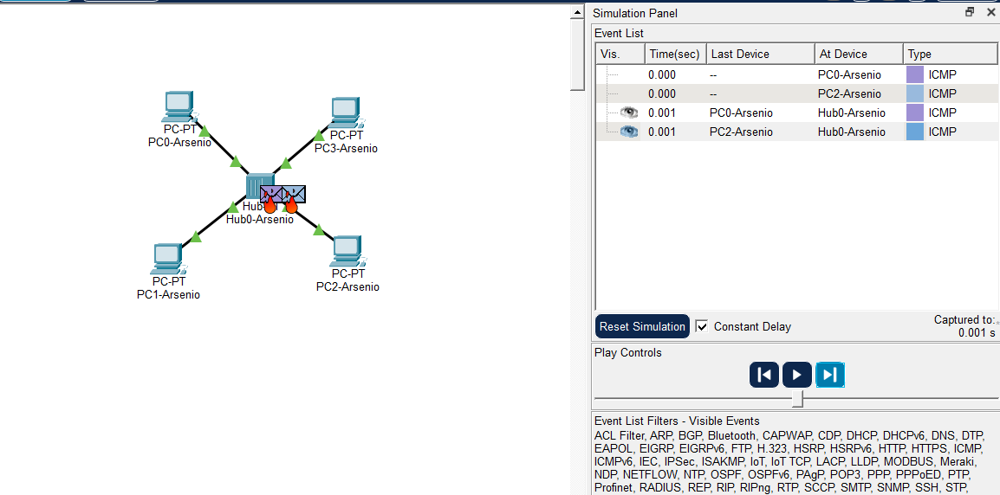 Simulation Panel
Event List
Vis. Time(sec) Last Device At Device Type
0.000 -- PC0-Arsenio ICMP
0.000 -- PC2-Arsenio ICMP
0.001 PC0-Arsenio Hub0-Arsenio ICMP
0.001 PC2-Arsenio Hub0-Arsenio ICMP
PC-PT
PC0-Arsenio
PC-PT
PC3-Arsenio
Hub0-Arsenio
PC-PT
PC1-Arsenio
PC-PT
PC2-Arsenio
Reset Simulation Constant Delay
Captured to:
0.001 s
Play Controls
Event List Filters - Visible Events
ACL Filter, ARP, BGP, Bluetooth, CAPWAP, CDP, DHCP, DHCPv6, DNS, DTP,
EAPOL, EIGRP, EIGRPv6, FTP, H.323, HSRP, HSRPv6, HTTP, HTTPS, ICMP,
ICMPv6, IEC, IPSec, ISAKMP, IoT, IoT TCP, LACP, LLDP, MODBUS, Meraki,
NDP, NETFLOW, NTP, OSPF, OSPFv6, PAgP, POP3, PPP, PPPoED, PTP,
Profinet, RADIUS, REP, RIP, RIPng, RTP, SCCP, SMTP, SNMP, SSH, STP,